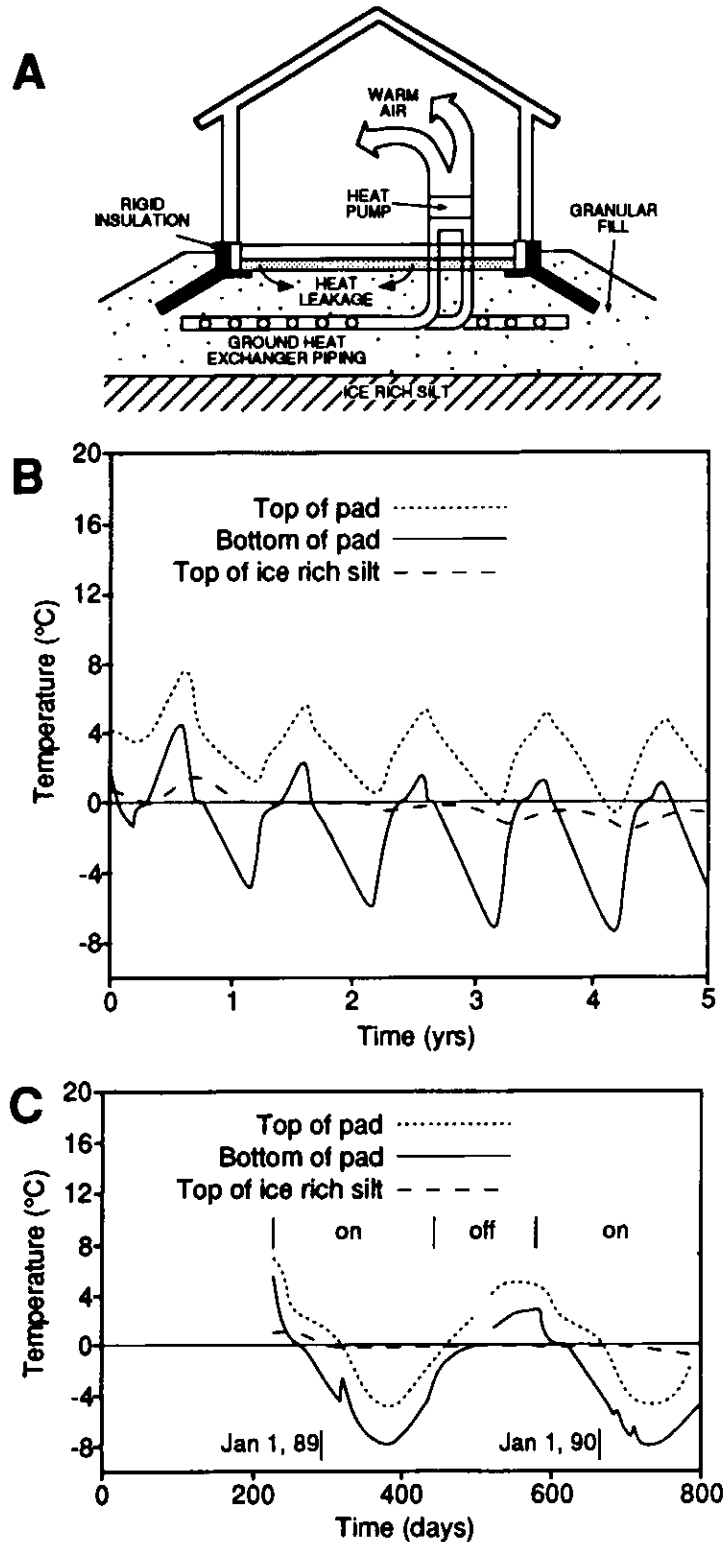 A
WARM
AIR
HEAT
PUMP
RIGID
INSULATION
GRANULAR
FILL
HEAT
LEAKAGE
GROUND HEAT
EXCHANGER PIPING
ICE RICH SILT
B
20
16
12
8
4
0
-4
-8
Temperature (°C)
Top of pad
Bottom of pad
Top of ice rich silt
0 1 2 3 4 5
Time (yrs)
C
20
16
12
8
4
0
-4
-8
Temperature (°C)
Top of pad
Bottom of pad
Top of ice rich silt
on off on
Jan 1, 89 Jan 1, 90
0 200 400 600 800
Time (days)